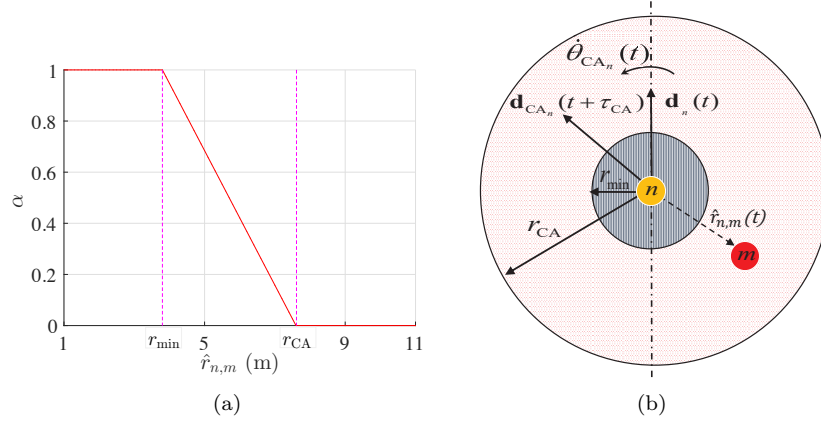 1
0.8
0.6
0.4
0.2
0
α
1 r_min 5 r_CA 9 11
r̂_{n,m} (m)
(a)
θ̇_{CA_n}(t)
d_{CA_n}(t + τ_CA) d_n(t)
r_min n
r̂_{n,m}(t)
r_CA
m
(b)